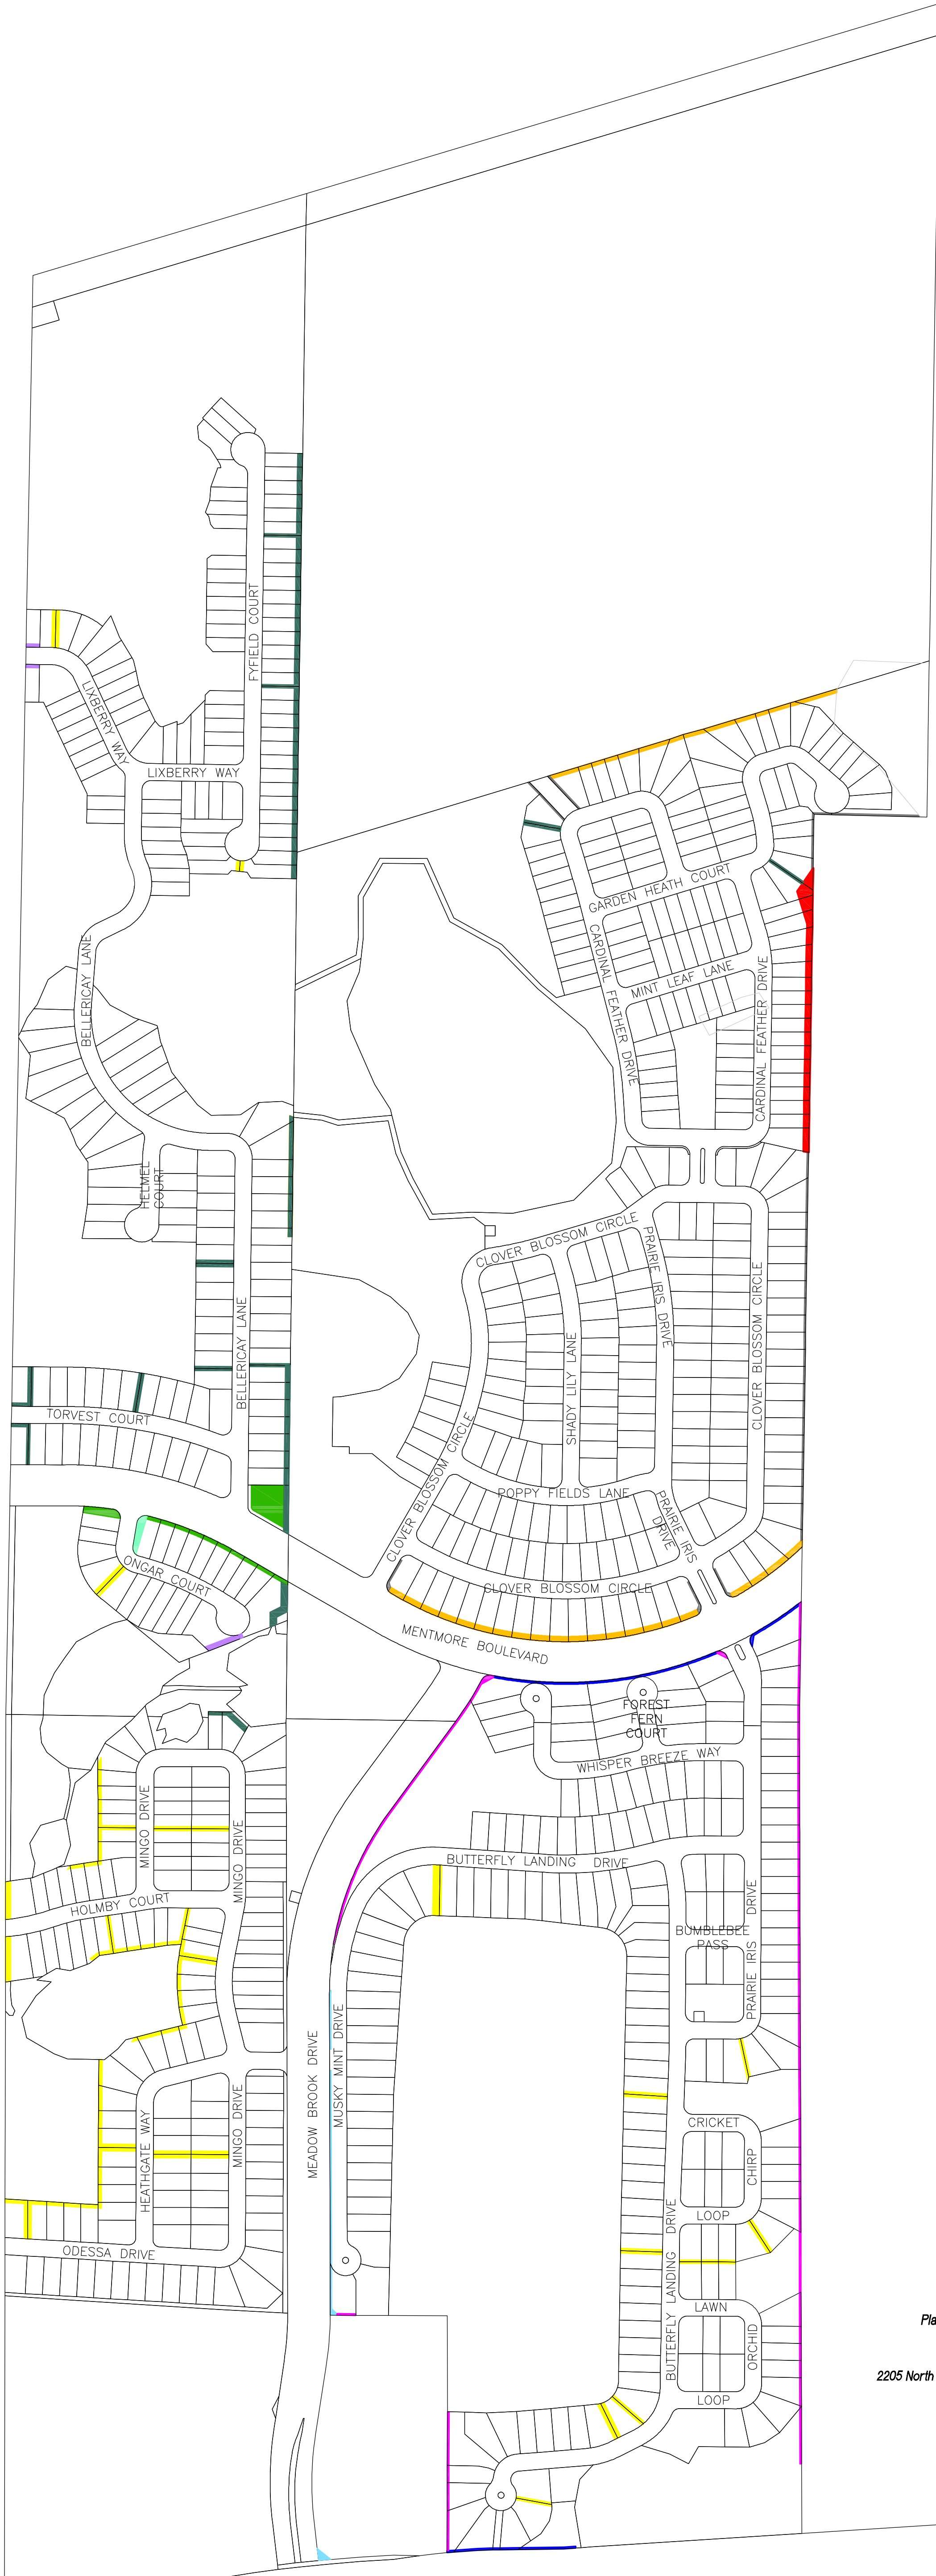 FYFIELD COURT
LIXBERRY WAY
LIXBERRY WAY
GARDEN HEATH COURT
CARDINAL FEATHER DRIVE
MINT LEAF LANE
CARDINAL FEATHER DRIVE
BELLERICAY LANE
HELMEL
COURT
CLOVER BLOSSOM CIRCLE
PRAIRIE IRIS DRIVE
CLOVER BLOSSOM CIRCLE
BELLERICAY LANE
SHADY LILY LANE
TORVEST COURT
CLOVER BLOSSOM CIRCLE
POPPY FIELDS LANE
PRAIRIE IRIS
DRIVE
ONGAR COURT
CLOVER BLOSSOM CIRCLE
MENTMORE BOULEVARD
FOREST
FERN
COURT
WHISPER BREEZE WAY
MINGO DRIVE
MINGO DRIVE
BUTTERFLY LANDING DRIVE
HOLMBY COURT
BUMBLEBEE
PASS
PRAIRIE IRIS DRIVE
MEADOW BROOK DRIVE
MUSKY MINT DRIVE
HEATHGATE WAY
MINGO DRIVE
CRICKET
CHIRP
LOOP
ODESSA DRIVE
BUTTERFLY LANDING DRIVE
LAWN
ORCHID
LOOP
Pla
2205 North